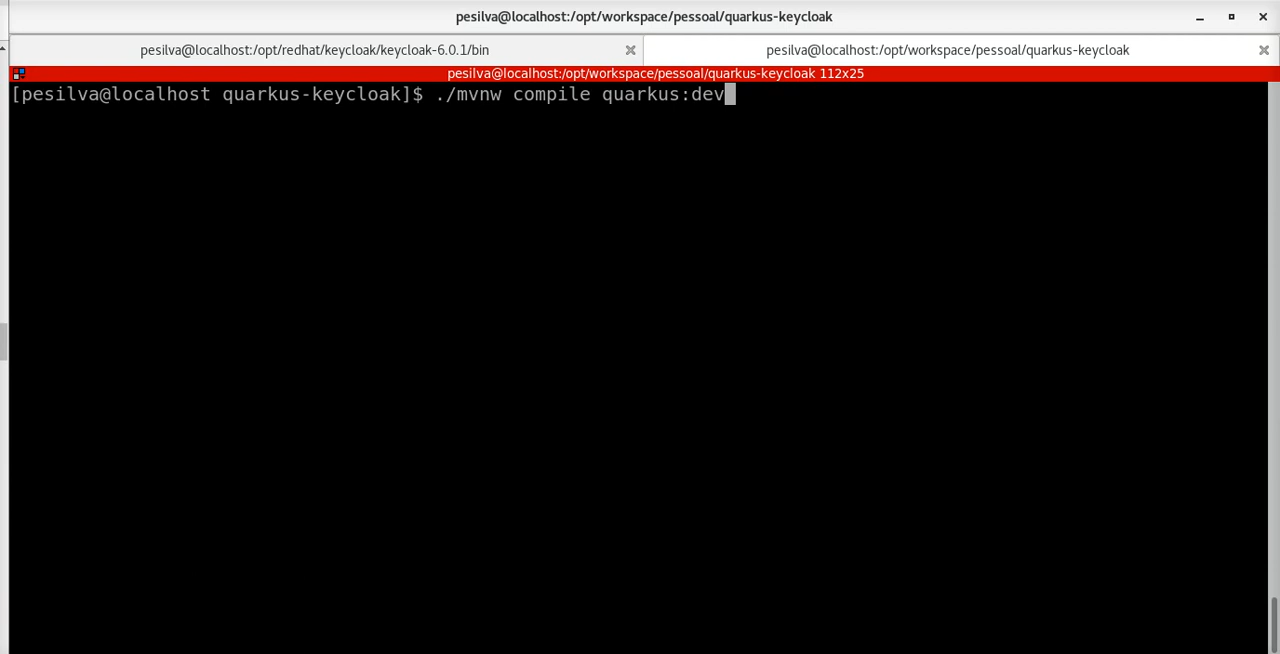 pesilva@localhost:/opt/workspace/pessoal/quarkus-keycloak
pesilva@localhost:/opt/redhat/keycloak/keycloak-6.0.1/bin
pesilva@localhost:/opt/workspace/pessoal/quarkus-keycloak
pesilva@localhost:/opt/workspace/pessoal/quarkus-keycloak 112x25
[pesilva@localhost quarkus-keycloak]$ ./mvnw compile quarkus:dev